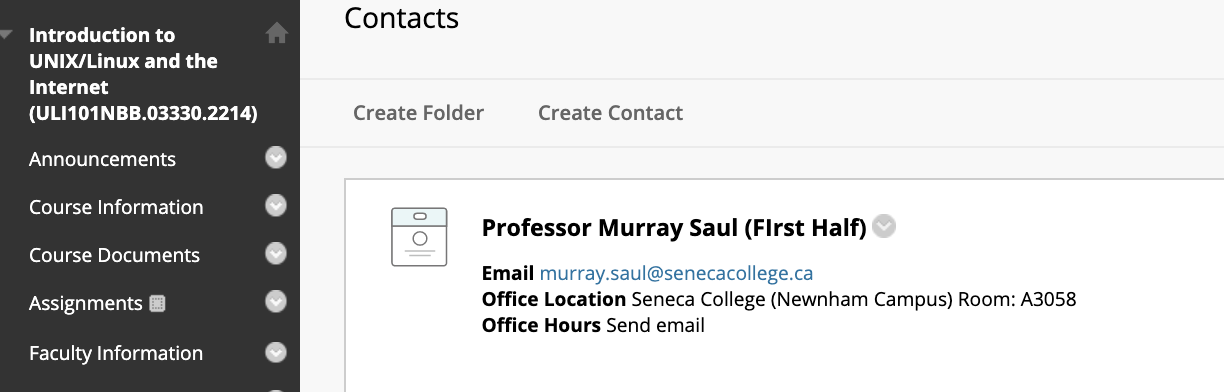 Introduction to
UNIX/Linux and the
Internet
(ULI101NBB.03330.2214)
Announcements
Course Information
Course Documents
Assignments
Faculty Information
Contacts
Create Folder
Create Contact
Professor Murray Saul (FIrst Half)
Email murray.saul@senecacollege.ca
Office Location Seneca College (Newnham Campus) Room: A3058
Office Hours Send email